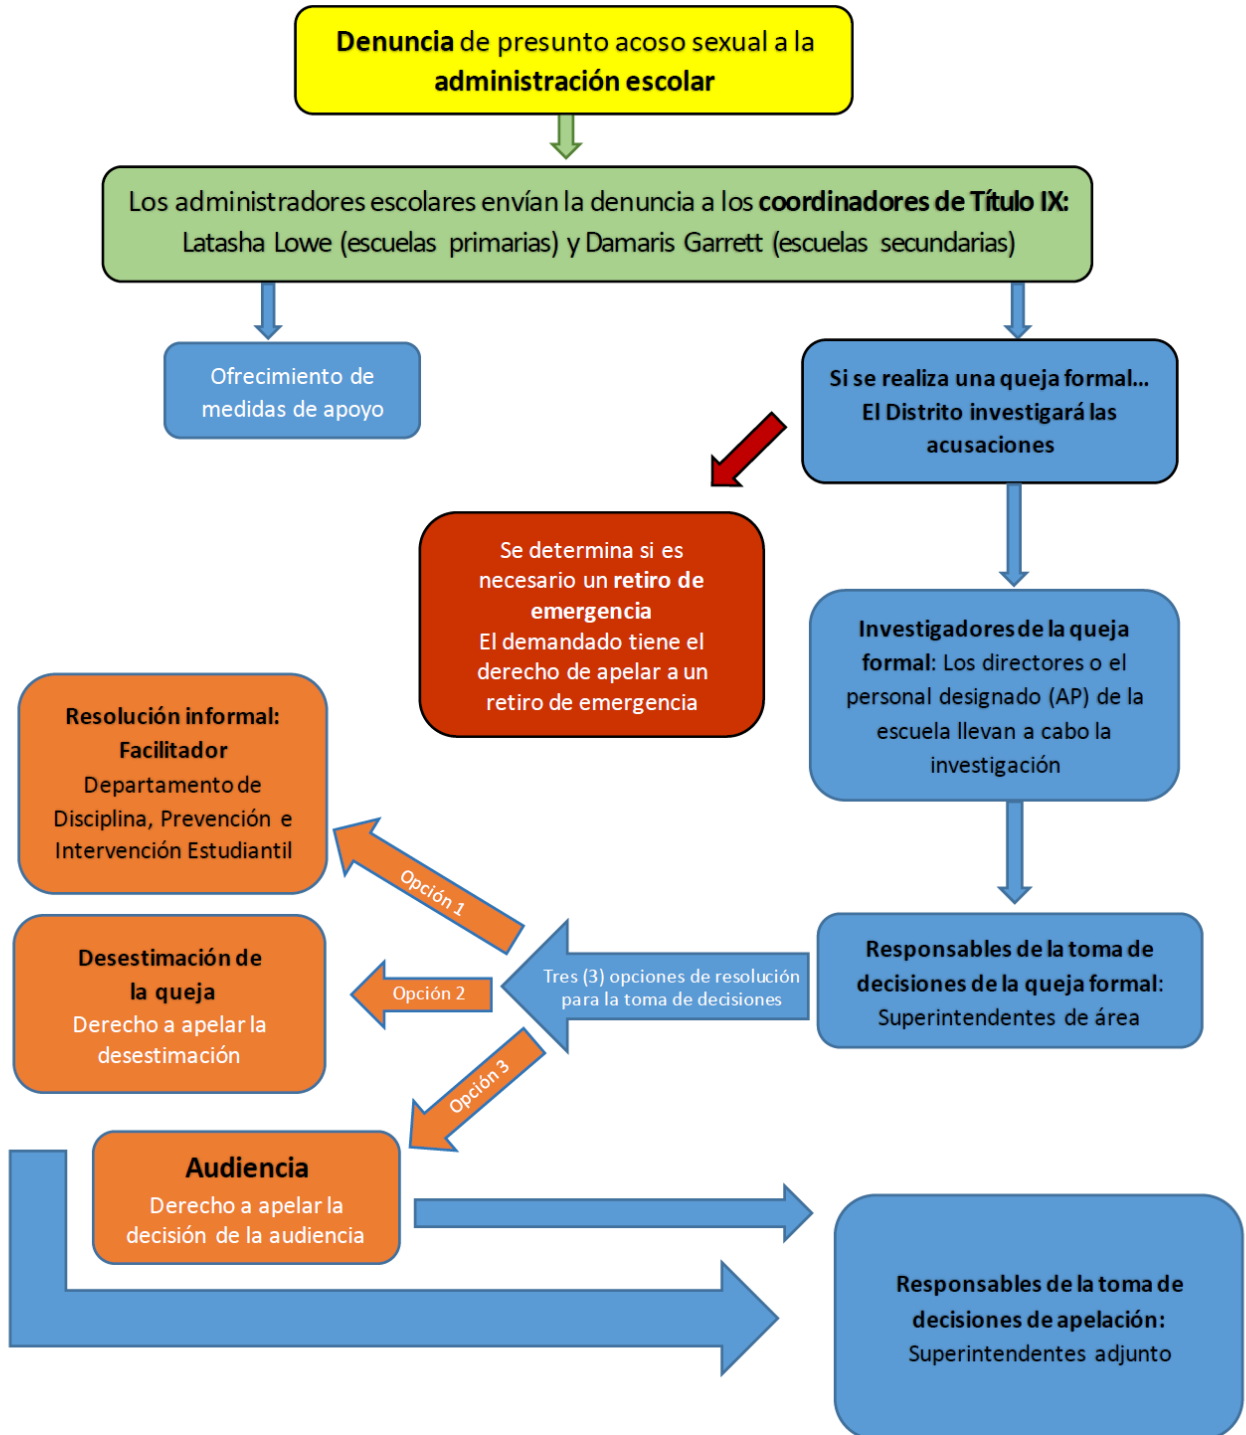 Denuncia de presunto acoso sexual a la
administración escolar
Los administradores escolares envían la denuncia a los coordinadores de Título IX:
Latasha Lowe (escuelas primarias) y Damaris Garrett (escuelas secundarias)
Ofrecimiento de
medidas de apoyo
Si se realiza una queja formal...
El Distrito investigará las
acusaciones
Se determina si es
necesario un retiro de
emergencia
El demandado tiene el
derecho de apelar a un
retiro de emergencia
Investigadores de la queja
formal: Los directores o el
personal designado (AP) de la
escuela llevan a cabo la
investigación
Resolución informal:
Facilitador
Departamento de
Disciplina, Prevención e
Intervención Estudiantil
Opción 1
Desestimación de
la queja
Derecho a apelar la
desestimación
Opción 2
Tres (3) opciones de resolución
para la toma de decisiones
Responsables de la toma de
decisiones de la queja formal:
Superintendentes de área
Opción 3
Audiencia
Derecho a apelar la
decisión de la audiencia
Responsables de la toma de
decisiones de apelación:
Superintendentes adjunto